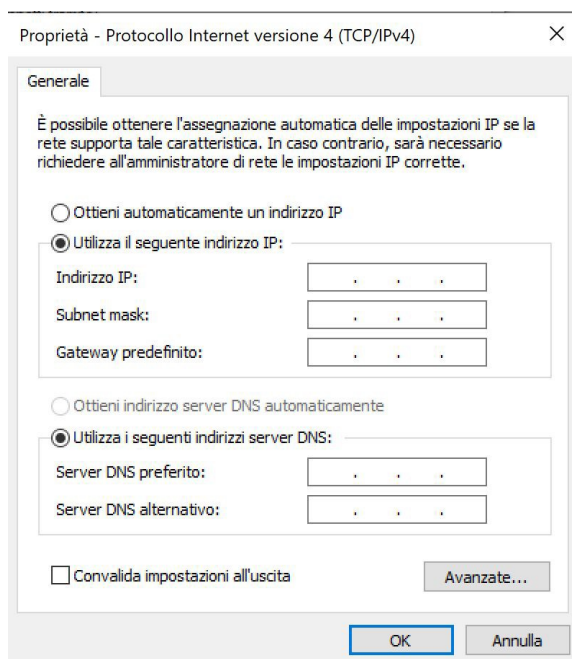 Proprietà - Protocollo Internet versione 4 (TCP/IPv4)
Generale
È possibile ottenere l'assegnazione automatica delle impostazioni IP se la
rete supporta tale caratteristica. In caso contrario, sarà necessario
richiedere all'amministratore di rete le impostazioni IP corrette.
Ottieni automaticamente un indirizzo IP
Utilizza il seguente indirizzo IP:
Indirizzo IP:
Subnet mask:
Gateway predefinito:
Ottieni indirizzo server DNS automaticamente
Utilizza i seguenti indirizzi server DNS:
Server DNS preferito:
Server DNS alternativo:
Convalida impostazioni all'uscita
Avanzate...
OK
Annulla